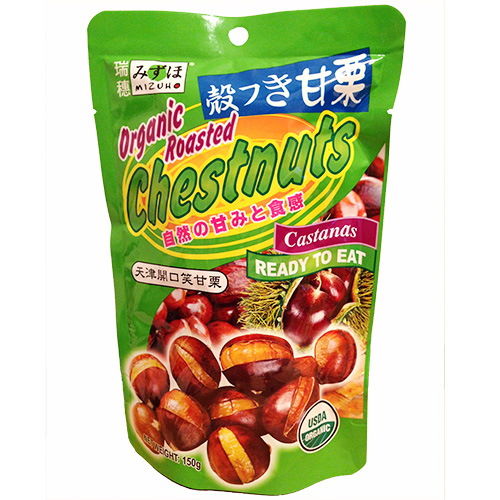 瑞穗
みずほ
MIZUHO
殻つき甘栗
Organic
Roasted
Chestnuts
自然の甘みと食感
Castanas
READY TO EAT
天津開口笑甘栗
USDA
ORGANIC
NET WEIGHT: 150g